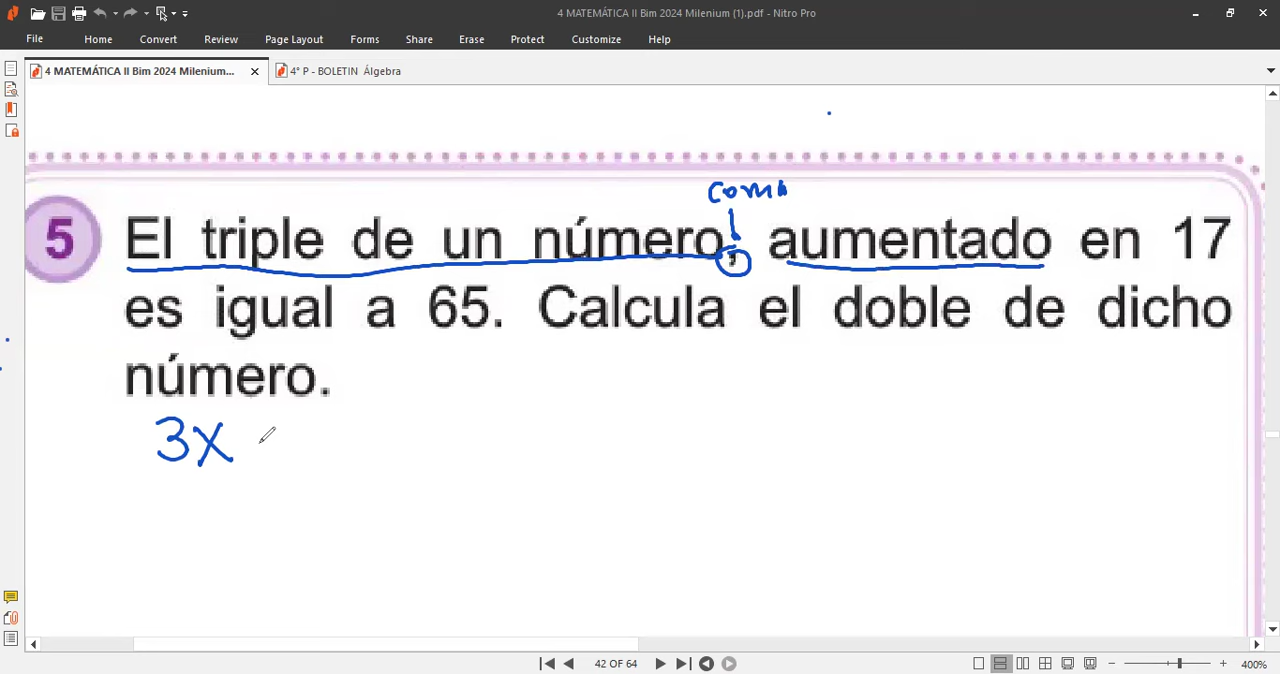 4 MATEMÁTICA II Bim 2024 Milenium (1).pdf - Nitro Pro
File Home Convert Review Page Layout Forms Share Erase Protect Customize Help
4 MATEMÁTICA II Bim 2024 Milenium... 4° P - BOLETIN Álgebra
coma
5 El triple de un número, aumentado en 17
es igual a 65. Calcula el doble de dicho
número.
3X
42 OF 64 400%